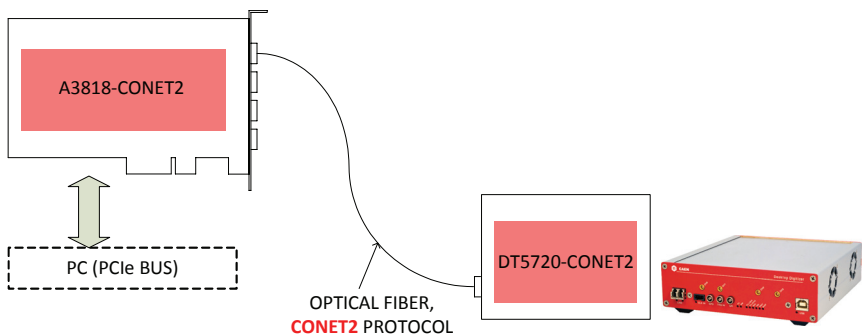 A3818-CONET2
PC (PCIe BUS)
DT5720-CONET2
OPTICAL FIBER,
CONET2 PROTOCOL